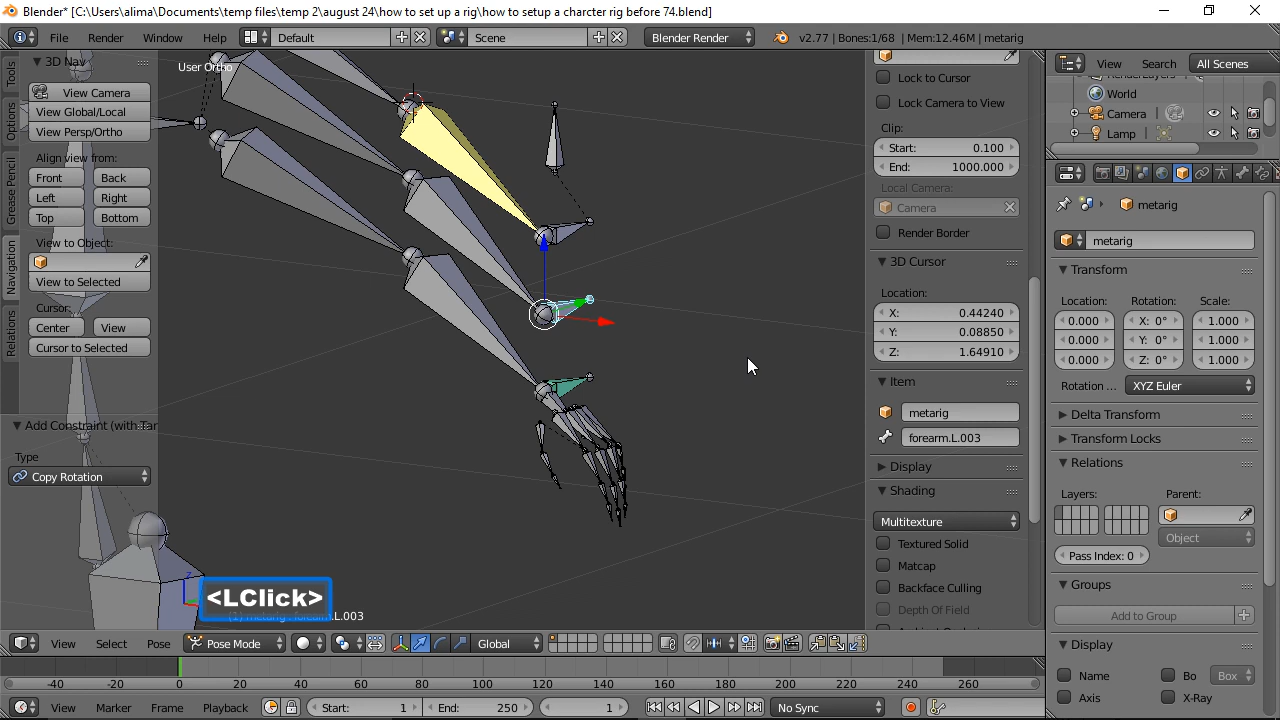 Blender* [C:\Users\alima\Documents\temp files\temp 2\august 24\how to set up a rig\how to setup a charcter rig before 74.blend]
File Render Window Help Default Scene Blender Render v2.77 | Bones:1/68 | Mem:12.46M | metarig
Tools
Options
Grease Pencil
Navigation
Relations
3D Nav
View Camera
View Global/Local
View Persp/Ortho
Align view from:
Front Back
Left Right
Top Bottom
View to Object:
View to Selected
Cursor:
Center View
Cursor to Selected
Add Constraint (with Tar
Type
Copy Rotation
User Ortho
<LClick>
(1) metarig : forearm.L.003
Lock to Cursor
Lock Camera to View
Clip:
Start: 0.100
End: 1000.000
Local Camera:
Camera
Render Border
3D Cursor
Location:
X: 0.44240
Y: 0.08850
Z: 1.64910
Item
metarig
forearm.L.003
Display
Shading
Multitexture
Textured Solid
Matcap
Backface Culling
Depth Of Field
View Search All Scenes
RenderLayers
World
Camera
Lamp
metarig
metarig
Transform
Location: Rotation: Scale:
0.000 X: 0° 1.000
0.000 Y: 0° 1.000
0.000 Z: 0° 1.000
Rotation ... XYZ Euler
Delta Transform
Transform Locks
Relations
Layers: Parent:
Object
Pass Index: 0
Groups
Add to Group
Display
Name Bo Box
Axis X-Ray
View Select Pose Pose Mode Global
-40 -20 0 20 40 60 80 100 120 140 160 180 200 220 240 260
View Marker Frame Playback Start: 1 End: 250 1 No Sync